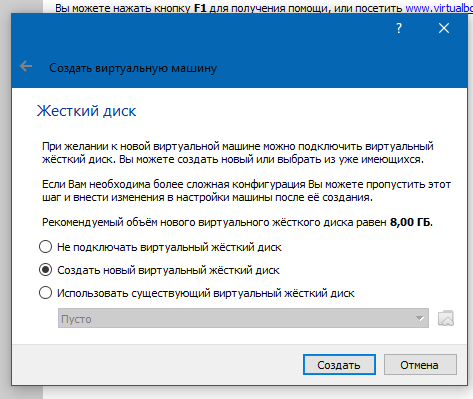 Вы можете нажать кнопку F1 для получения помощи, или посетить www.virtualbo
?
Создать виртуальную машину
Жесткий диск
При желании к новой виртуальной машине можно подключить виртуальный
жёсткий диск. Вы можете создать новый или выбрать из уже имеющихся.
Если Вам необходима более сложная конфигурация Вы можете пропустить этот
шаг и внести изменения в настройки машины после её создания.
Рекомендуемый объём нового виртуального жёсткого диска равен 8,00 ГБ.
Не подключать виртуальный жёсткий диск
Создать новый виртуальный жёсткий диск
Использовать существующий виртуальный жёсткий диск
Пусто
Создать
Отмена